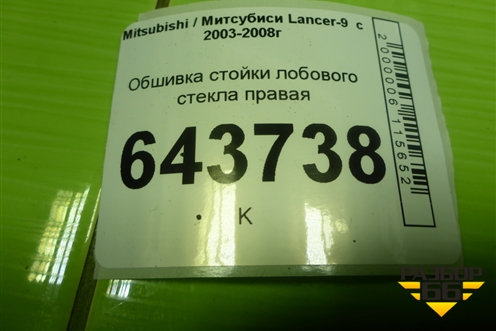 Mitsubishi / Митсубиси Lancer-9 с
2003-2008г
Обшивка стойки лобового
стекла правая
643738
К
2000006115652
РАЗБОР
66